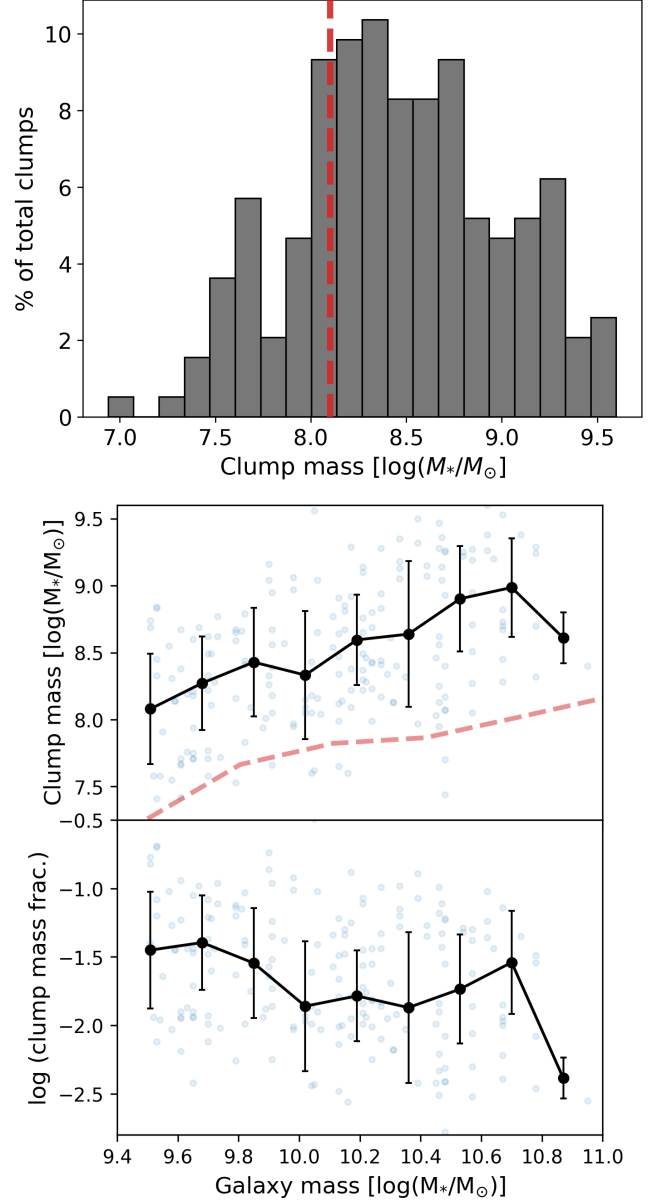 10
8
6
4
2
0
% of total clumps
7.0 7.5 8.0 8.5 9.0 9.5
Clump mass [log(M*/M⊙]
9.5
9.0
8.5
8.0
7.5
Clump mass [log(M*/M⊙)]
−0.5
−1.0
−1.5
−2.0
−2.5
log (clump mass frac.)
9.4 9.6 9.8 10.0 10.2 10.4 10.6 10.8 11.0
Galaxy mass [log(M*/M⊙)]